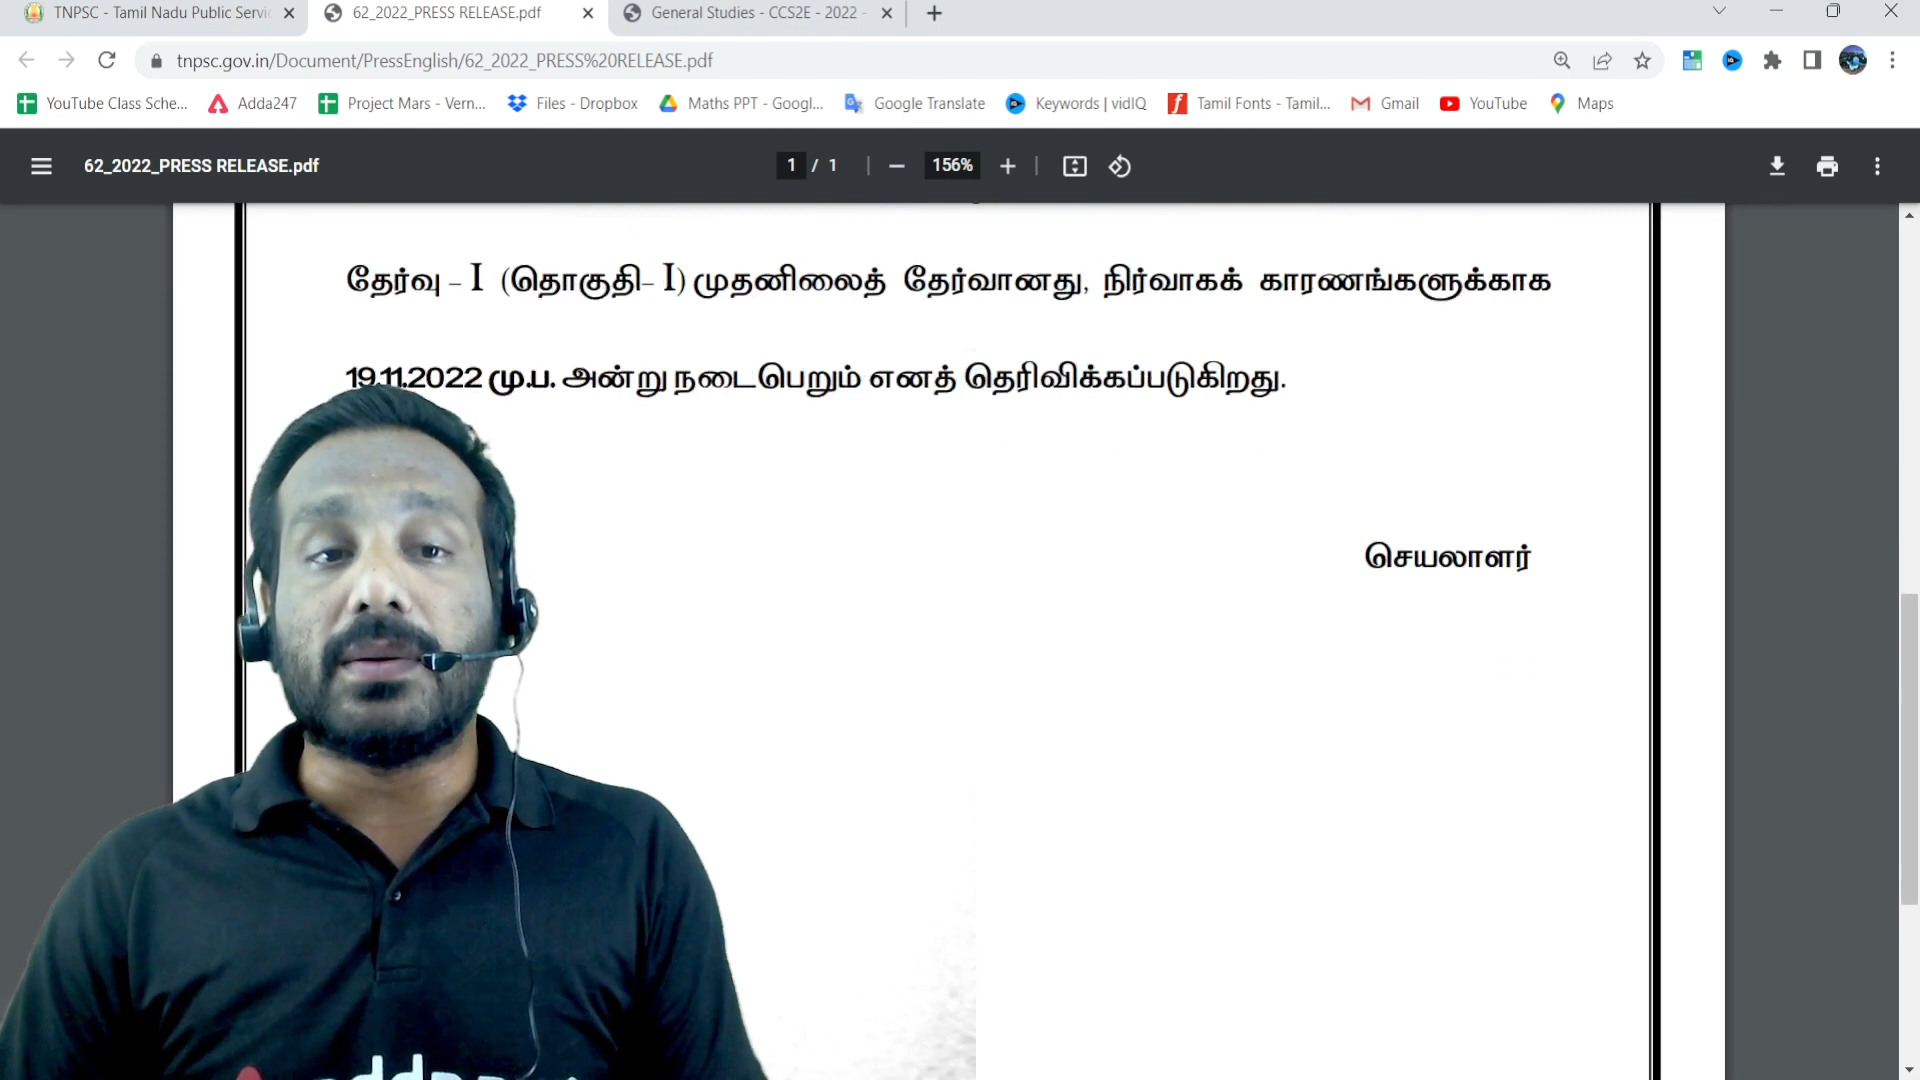 TNPSC - Tamil Nadu Public Servic
62_2022_PRESS RELEASE.pdf
General Studies - CCS2E - 2022 -
tnpsc.gov.in/Document/PressEnglish/62_2022_PRESS%20RELEASE.pdf
YouTube Class Sche...
Adda247
Project Mars - Vern...
Files - Dropbox
Maths PPT - Googl...
Google Translate
Keywords | vidIQ
Tamil Fonts - Tamil...
Gmail
YouTube
Maps
62_2022_PRESS RELEASE.pdf
1 / 1
156%
தேர்வு – I (தொகுதி– I) முதனிலைத் தேர்வானது, நிர்வாகக் காரணங்களுக்காக
19.11.2022 மு.ப. அன்று நடைபெறும் எனத் தெரிவிக்கப்படுகிறது.
செயலாளர்